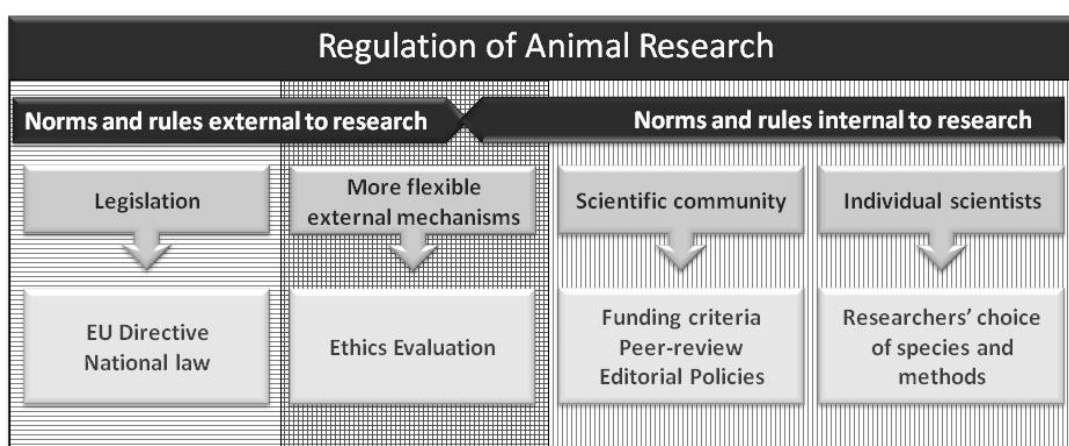 Regulation of Animal Research
Norms and rules external to research
Norms and rules internal to research
Legislation
More flexible
external mechanisms
Scientific community
Individual scientists
EU Directive
National law
Ethics Evaluation
Funding criteria
Peer-review
Editorial Policies
Researchers’ choice
of species and
methods